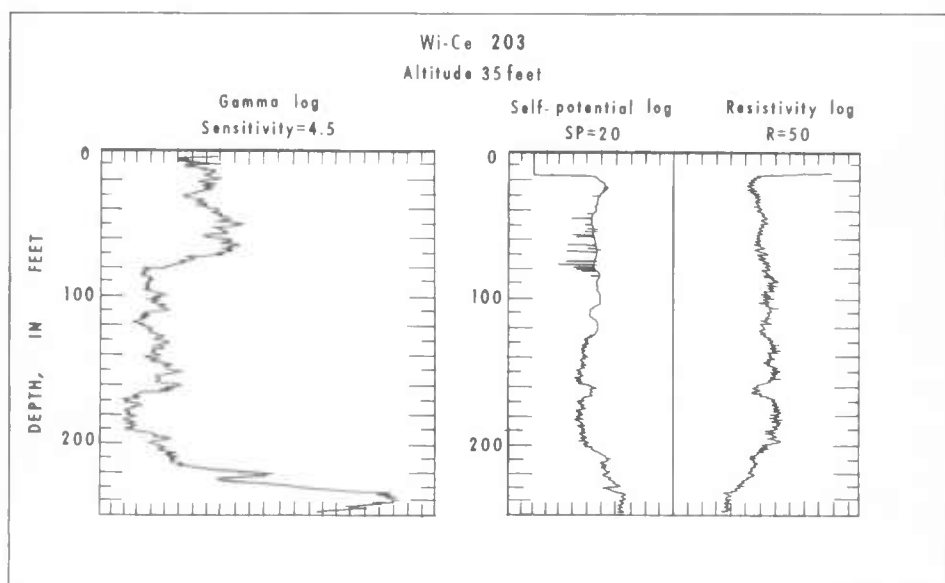 Wi-Ce 203
Altitude 35 feet
Gamma log
Sensitivity=4.5
Self-potential log
SP=20
Resistivity log
R=50
DEPTH, IN FEET
0
100
200
0
100
200